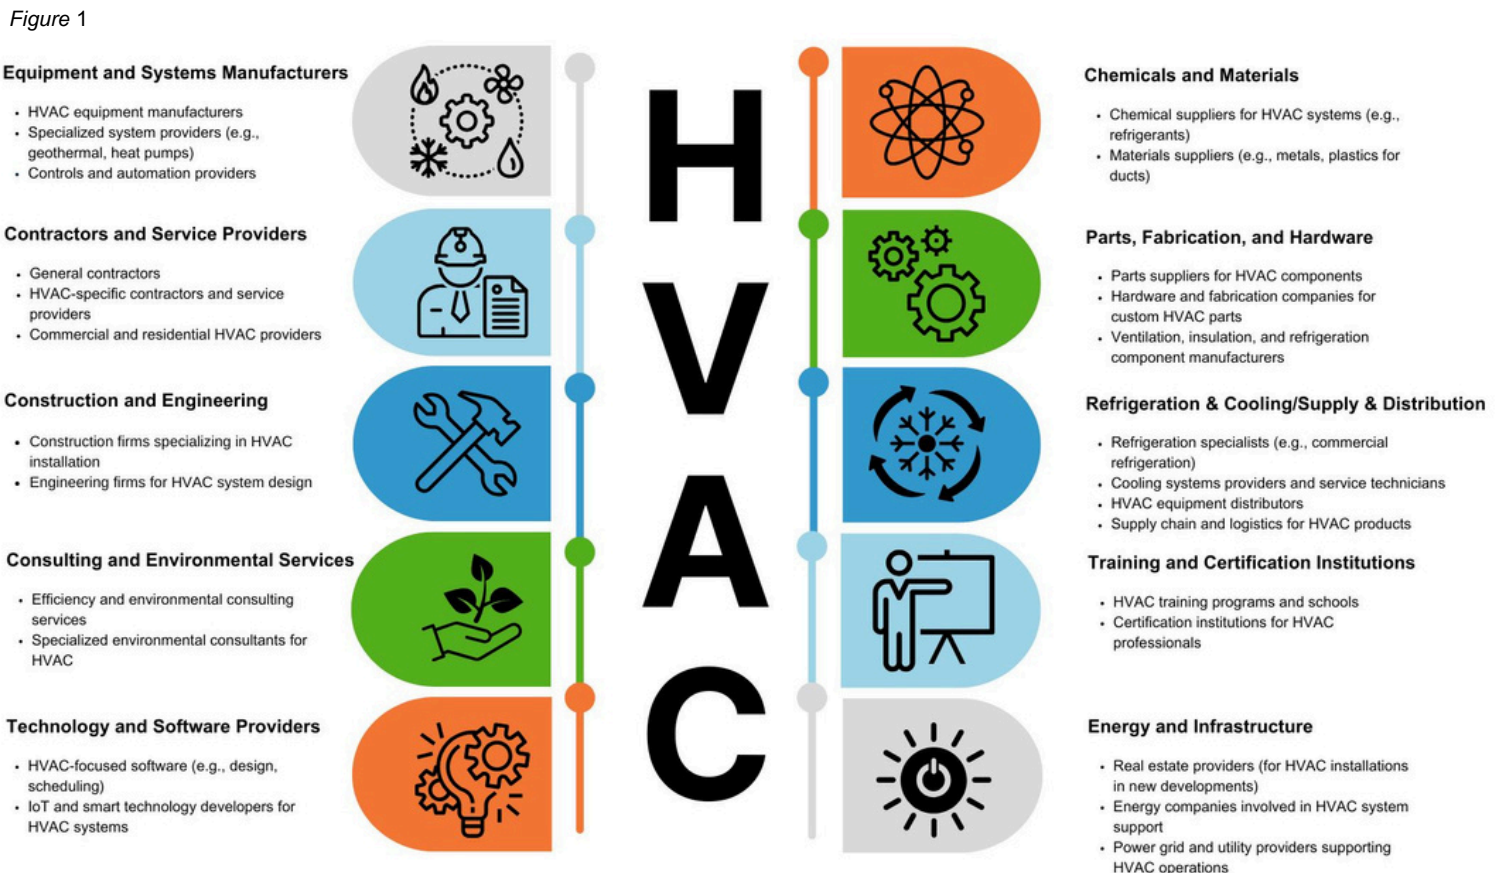 Figure 1
Equipment and Systems Manufacturers
• HVAC equipment manufacturers
• Specialized system providers (e.g.,
geothermal, heat pumps)
• Controls and automation providers
Contractors and Service Providers
• General contractors
• HVAC-specific contractors and service
providers
• Commercial and residential HVAC providers
Construction and Engineering
• Construction firms specializing in HVAC
installation
• Engineering firms for HVAC system design
Consulting and Environmental Services
• Efficiency and environmental consulting
services
• Specialized environmental consultants for
HVAC
Technology and Software Providers
• HVAC-focused software (e.g., design,
scheduling)
• IoT and smart technology developers for
HVAC systems
H
V
A
C
Chemicals and Materials
• Chemical suppliers for HVAC systems (e.g.,
refrigerants)
• Materials suppliers (e.g., metals, plastics for
ducts)
Parts, Fabrication, and Hardware
• Parts suppliers for HVAC components
• Hardware and fabrication companies for
custom HVAC parts
• Ventilation, insulation, and refrigeration
component manufacturers
Refrigeration & Cooling/Supply & Distribution
• Refrigeration specialists (e.g., commercial
refrigeration)
• Cooling systems providers and service technicians
• HVAC equipment distributors
• Supply chain and logistics for HVAC products
Training and Certification Institutions
• HVAC training programs and schools
• Certification institutions for HVAC
professionals
Energy and Infrastructure
• Real estate providers (for HVAC installations
in new developments)
• Energy companies involved in HVAC system
support
• Power grid and utility providers supporting
HVAC operations